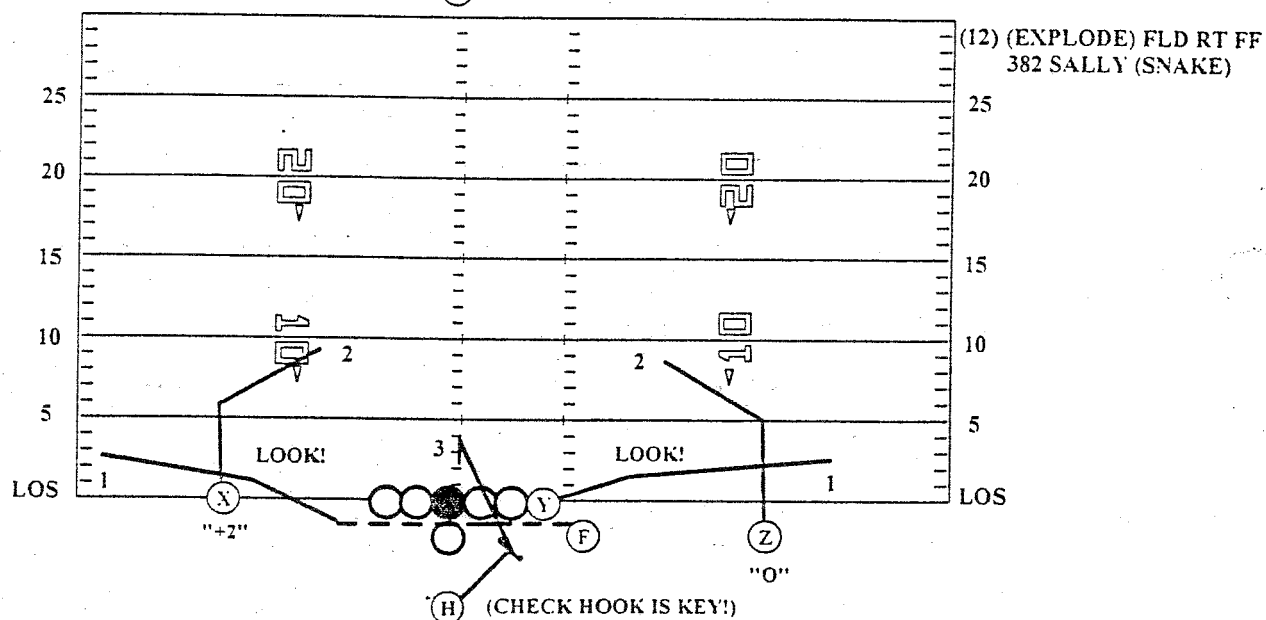 (12) (EXPLODE) FLD RT FF
382 SALLY (SNAKE)
25 25
20 20 20 20
15 15
10 10 10 10
2 2
5 5
LOOK! 3 LOOK!
1 1
LOS X Y LOS
"+2" F Z
"O"
H (CHECK HOOK IS KEY!)